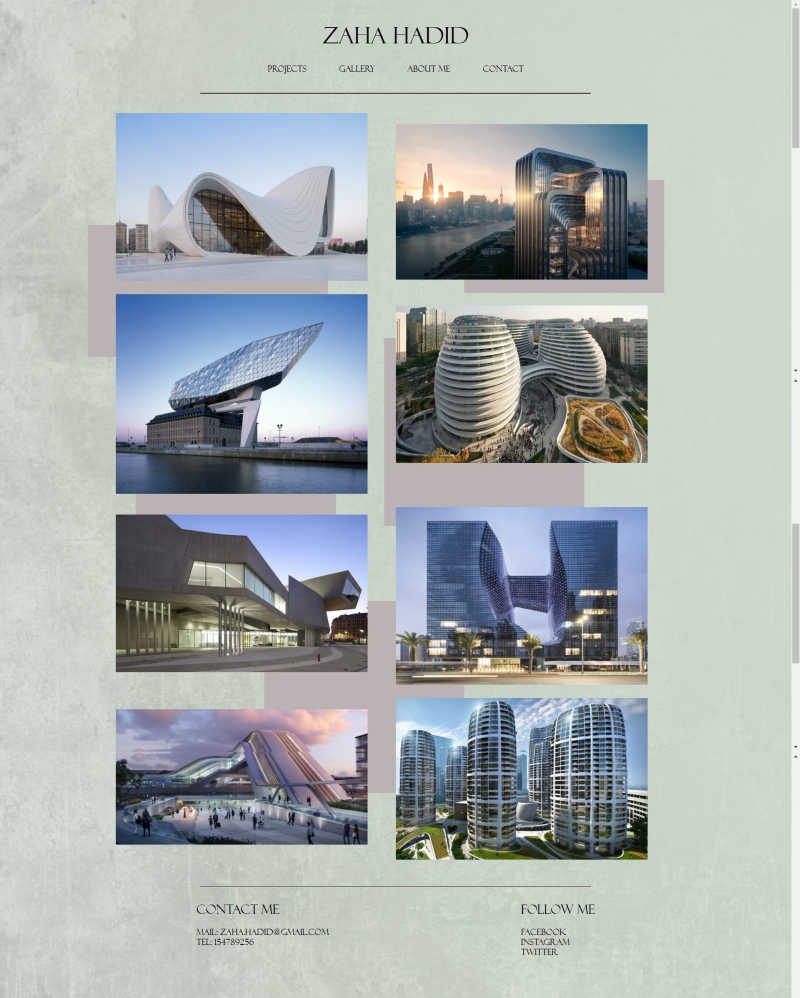 ZAHA HADID
PROJECTS GALLERY ABOUT ME CONTACT
CONTACT ME
MAIL: ZAHA.HADID@GMAIL.COM
TEL: 154789256
FOLLOW ME
FACEBOOK
INSTAGRAM
TWITTER